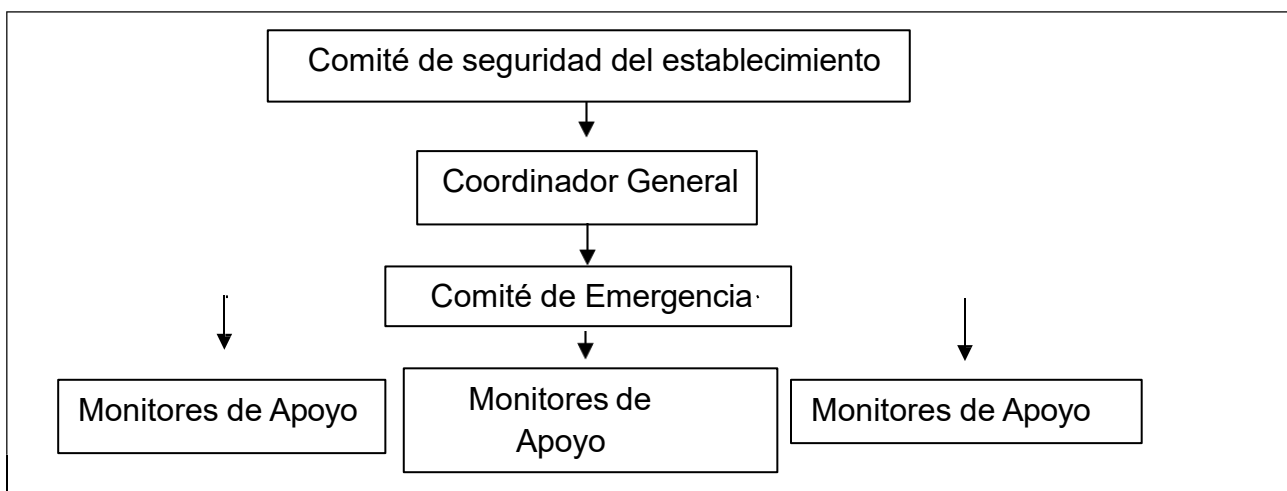 Comité de seguridad del establecimiento
Coordinador General
Comité de Emergencia
Monitores de Apoyo
Monitores de
Apoyo
Monitores de Apoyo